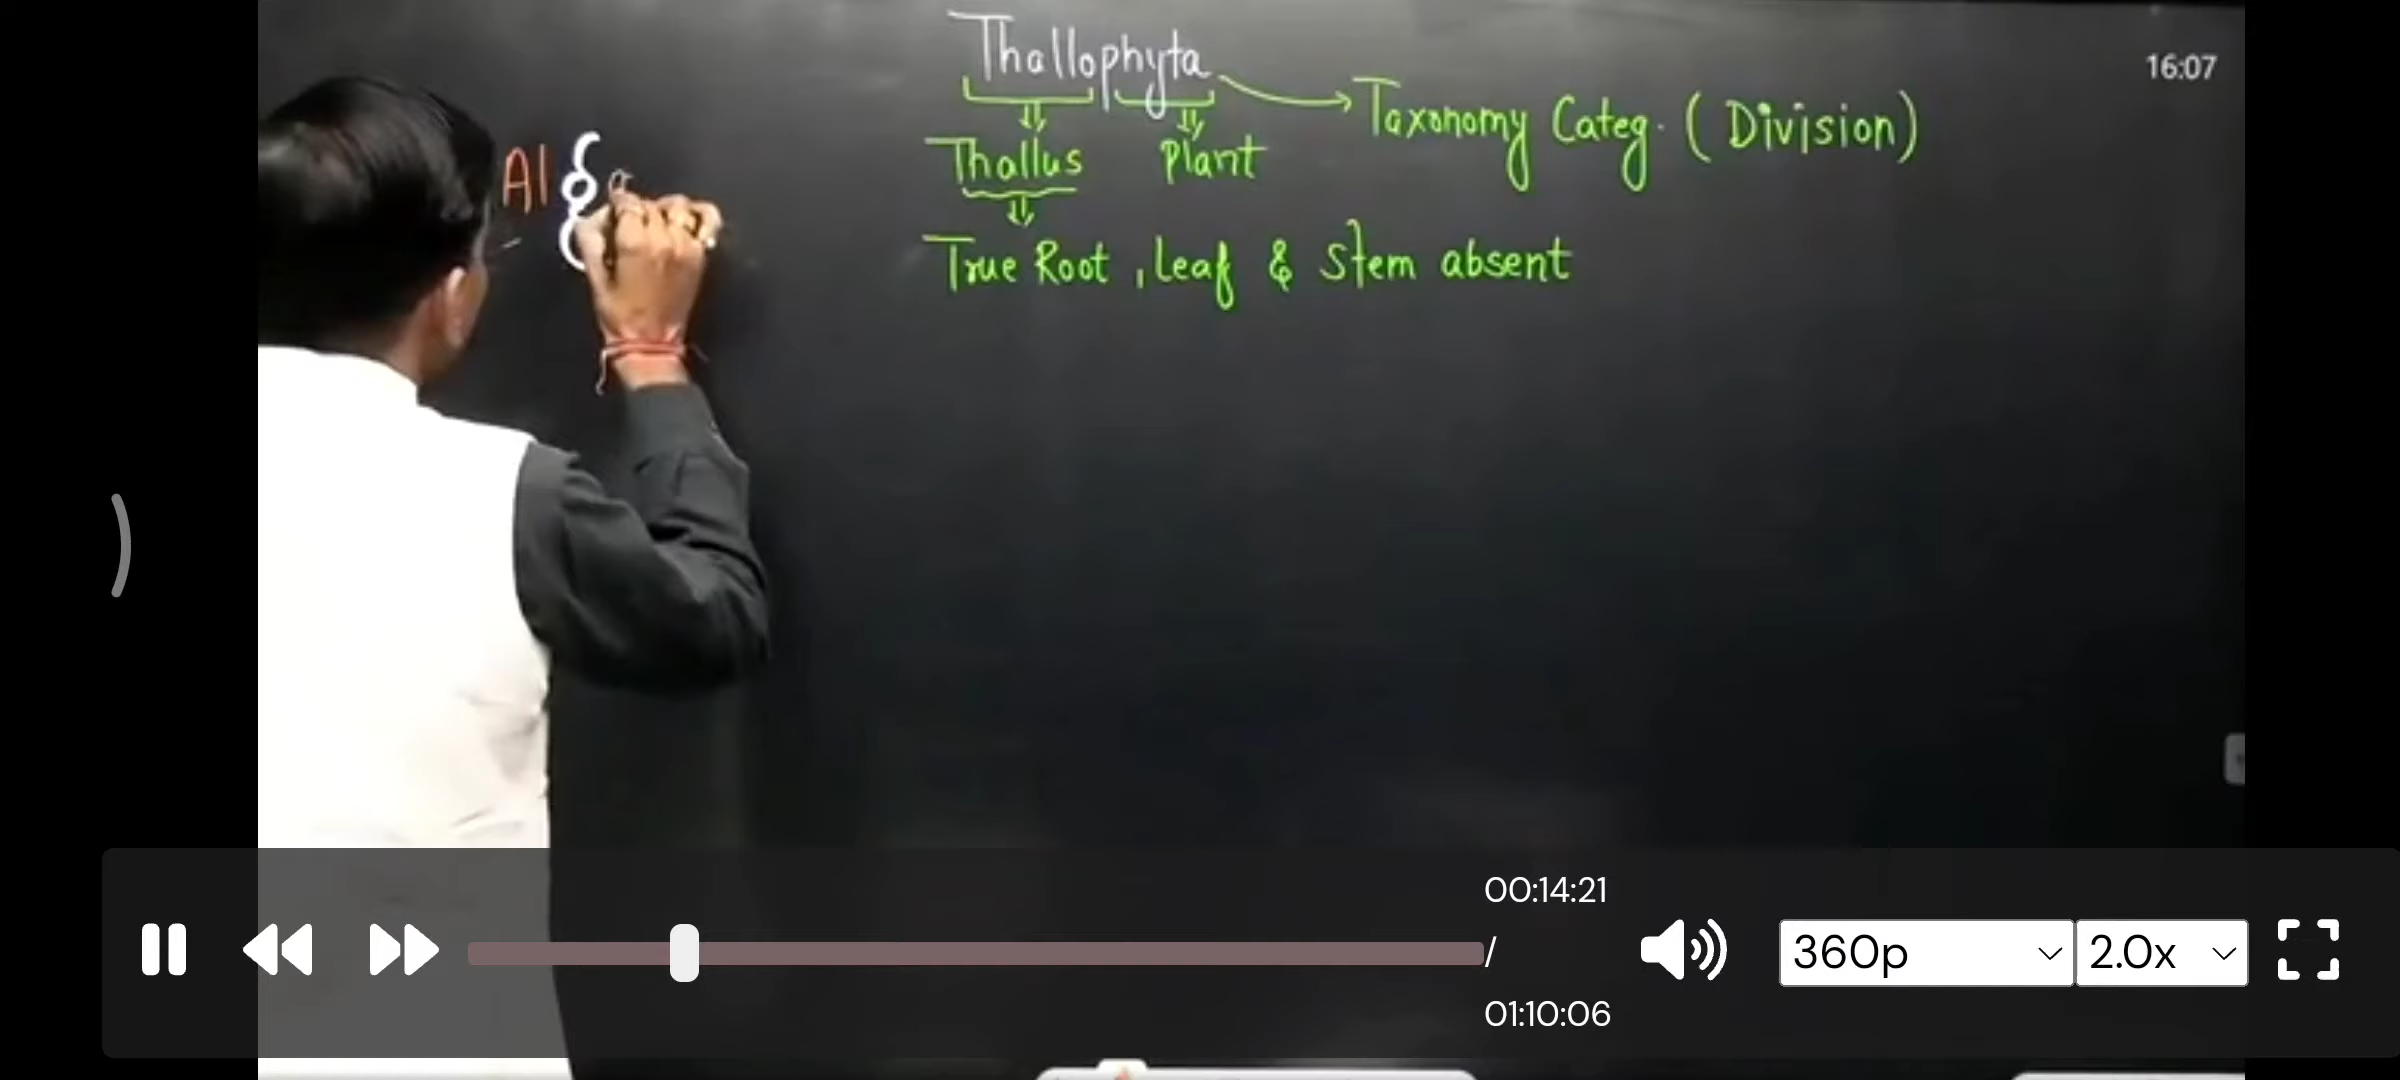 Thallophyta
16:07
Taxonomy Categ. (Division)
Al
Thallus Plant
True Root, Leaf & Stem absent
00:14:21
/
360p 2.0x
01:10:06